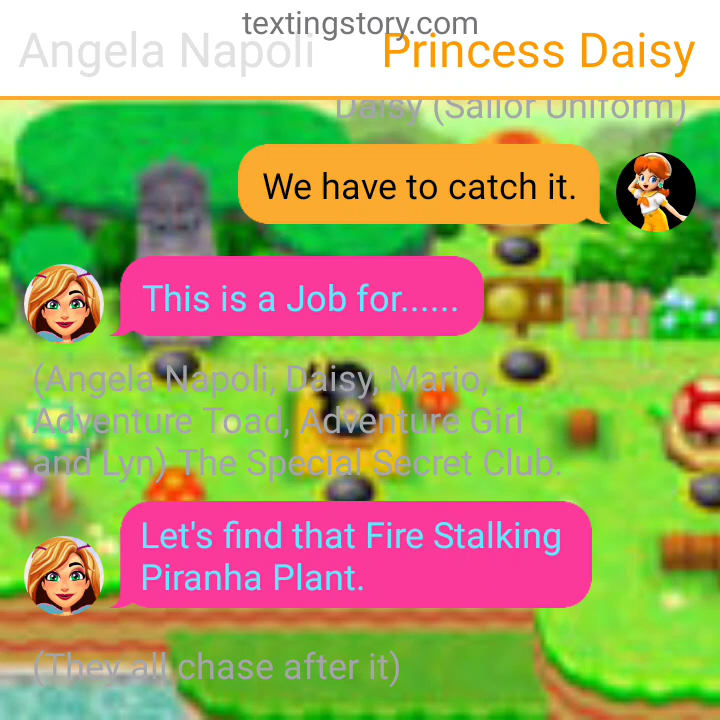 textingstory.com
Angela Napoli
Princess Daisy
Daisy (Sailor Uniform)
We have to catch it.
This is a Job for......
(Angela Napoli, Daisy, Mario,
Adventure Toad, Adventure Girl
and Lyn) The Special Secret Club.
Let's find that Fire Stalking
Piranha Plant.
(They all chase after it)